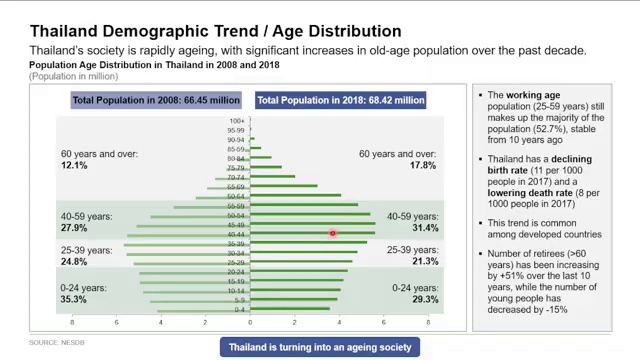 Thailand Demographic Trend / Age Distribution
Thailand's society is rapidly ageing, with significant increases in old-age population over the past decade.
Population Age Distribution in Thailand in 2008 and 2018
(Population in million)
Total Population in 2008: 66.45 million
Total Population in 2018: 68.42 million
100+
95-99
90-94
85-59
80-84
75-79
70-74
65-69
60-64
55-59
50-54
45-49
40-44
35-39
30-34
25-29
20-24
15-19
10-14
5-9
0-4
60 years and over:
12.1%
40-59 years:
27.9%
25-39 years:
24.8%
0-24 years:
35.3%
60 years and over:
17.8%
40-59 years:
31.4%
25-39 years:
21.3%
0-24 years:
29.3%
8 6 4 2 0 2 4 6 8
▪ The working age
population (25-59 years) still
makes up the majority of the
population (52.7%), stable
from 10 years ago
▪ Thailand has a declining
birth rate (11 per 1000
people in 2017) and a
lowering death rate (8 per
1000 people in 2017)
▪ This trend is common
among developed countries
▪ Number of retirees (>60
years) has been increasing
by +51% over the last 10
years, while the number of
young people has
decreased by -15%
SOURCE: NESDB
Thailand is turning into an ageing society